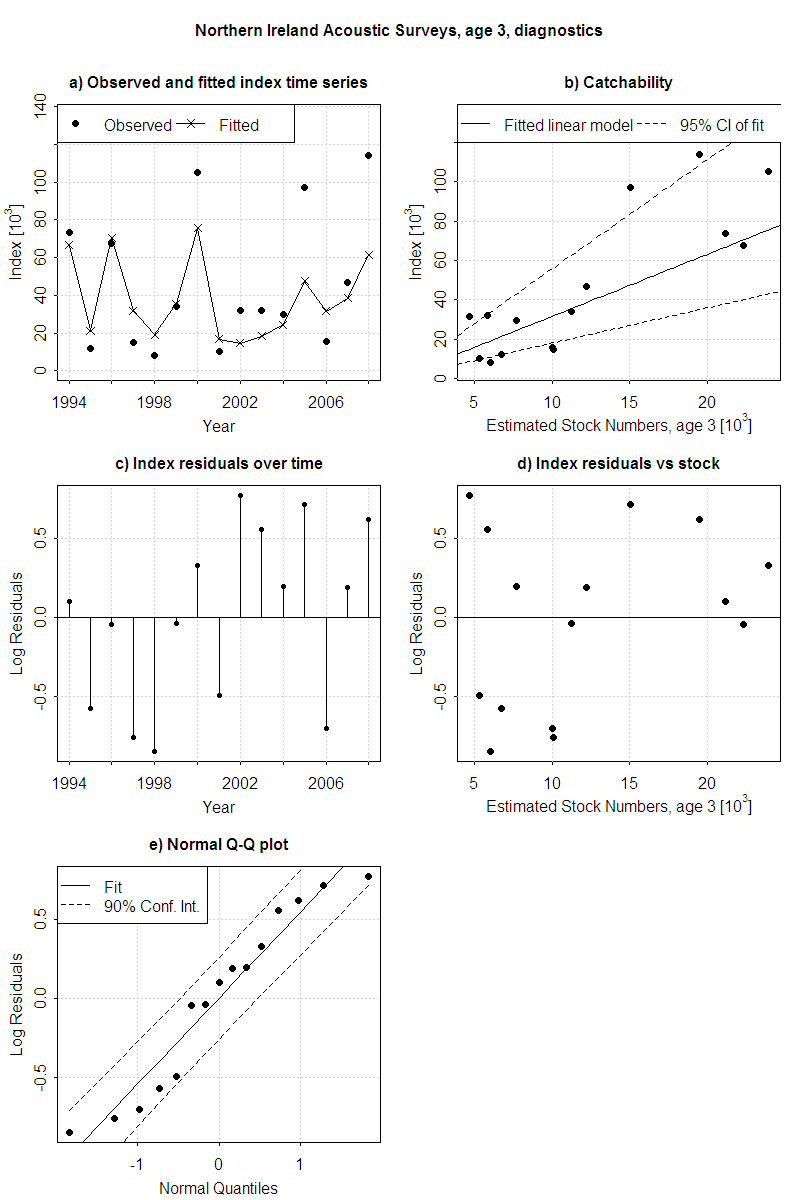 Northern Ireland Acoustic Surveys, age 3, diagnostics
a) Observed and fitted index time series
Observed
Fitted
Index [10³]
0
20
40
60
80
100
140
1994
1998
2002
2006
Year
b) Catchability
Fitted linear model
95% CI of fit
Index [10³]
0
20
40
60
80
100
5
10
15
20
Estimated Stock Numbers, age 3 [10³]
c) Index residuals over time
Log Residuals
-0.5
0.0
0.5
1994
1998
2002
2006
Year
d) Index residuals vs stock
Log Residuals
-0.5
0.0
0.5
5
10
15
20
Estimated Stock Numbers, age 3 [10³]
e) Normal Q-Q plot
Fit
90% Conf. Int.
Log Residuals
-0.5
0.0
0.5
-1
0
1
Normal Quantiles